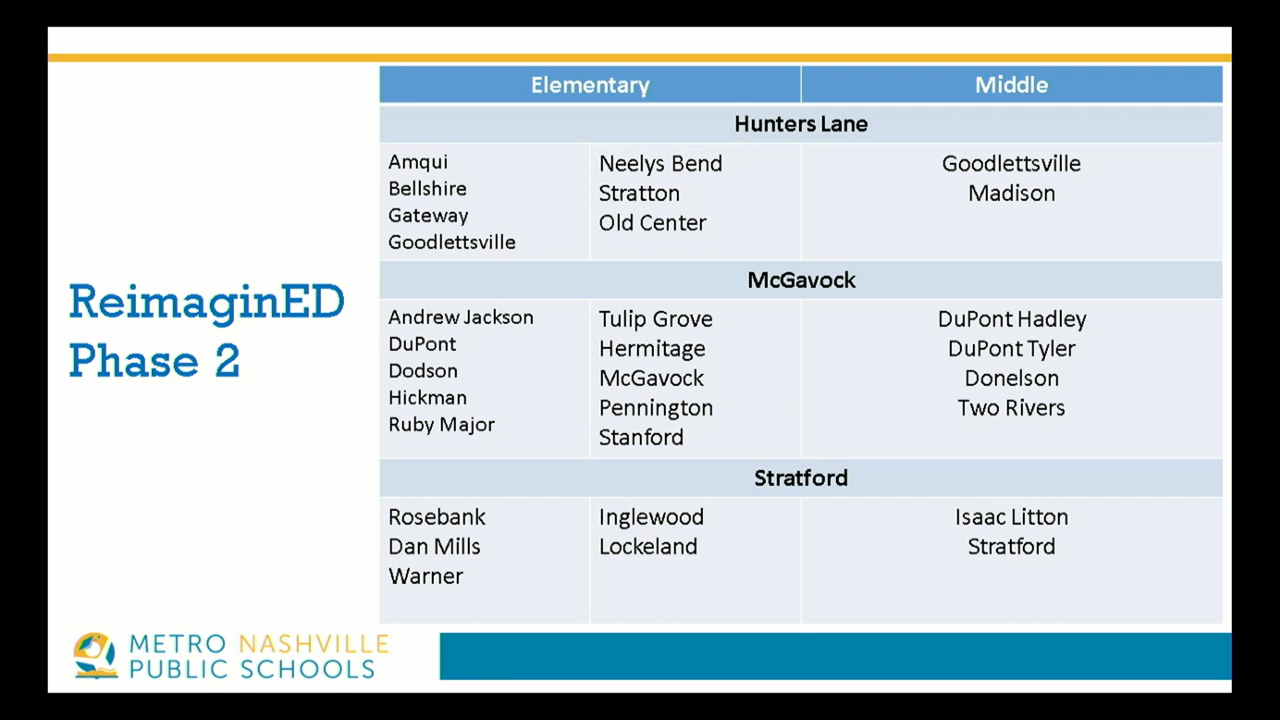 ReimaginED
Phase 2
Elementary Middle
Hunters Lane
Amqui
Bellshire
Gateway
Goodlettsville
Neelys Bend
Stratton
Old Center
Goodlettsville
Madison
McGavock
Andrew Jackson
DuPont
Dodson
Hickman
Ruby Major
Tulip Grove
Hermitage
McGavock
Pennington
Stanford
DuPont Hadley
DuPont Tyler
Donelson
Two Rivers
Stratford
Rosebank
Dan Mills
Warner
Inglewood
Lockeland
Isaac Litton
Stratford
METRO NASHVILLE
PUBLIC SCHOOLS